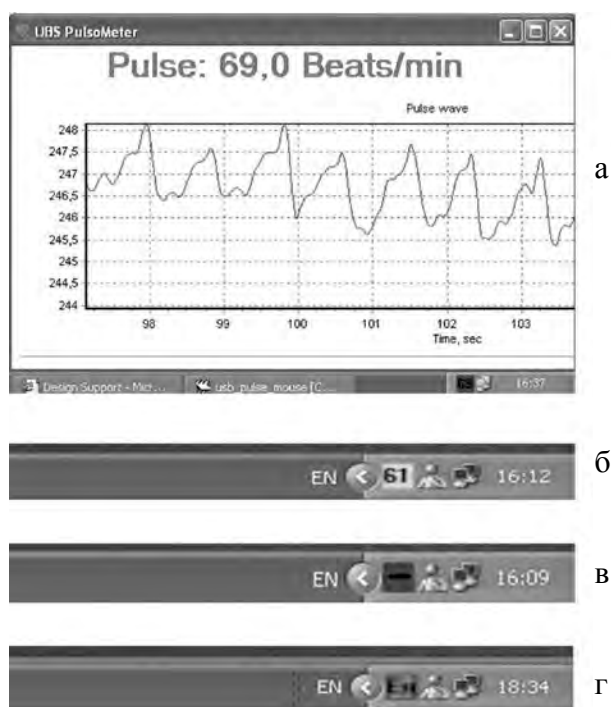 UBS PulsoMeter
Pulse: 69,0 Beats/min
Pulse wave
248
247,5
247
246,5
246
245,5
245
244,5
244
98 99 100 101 102 103
Time, sec
а
Design Support - Micr... usb_pulse_mouse [C... 16:37
EN 61 16:12
б
EN 16:09
в
EN 18:34
г